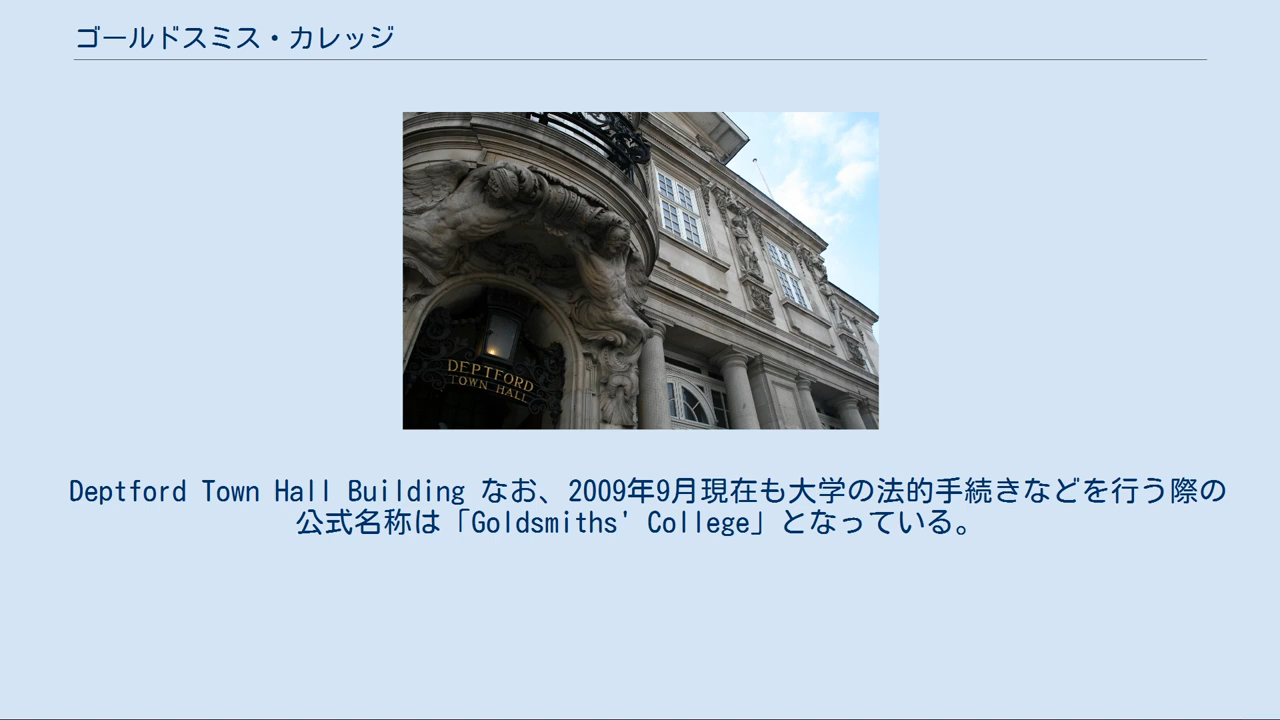 ゴールドスミス・カレッジ
DEPTFORD
TOWN HALL
Deptford Town Hall Building なお、2009年9月現在も大学の法的手続きなどを行う際の
公式名称は「Goldsmiths' College」となっている。